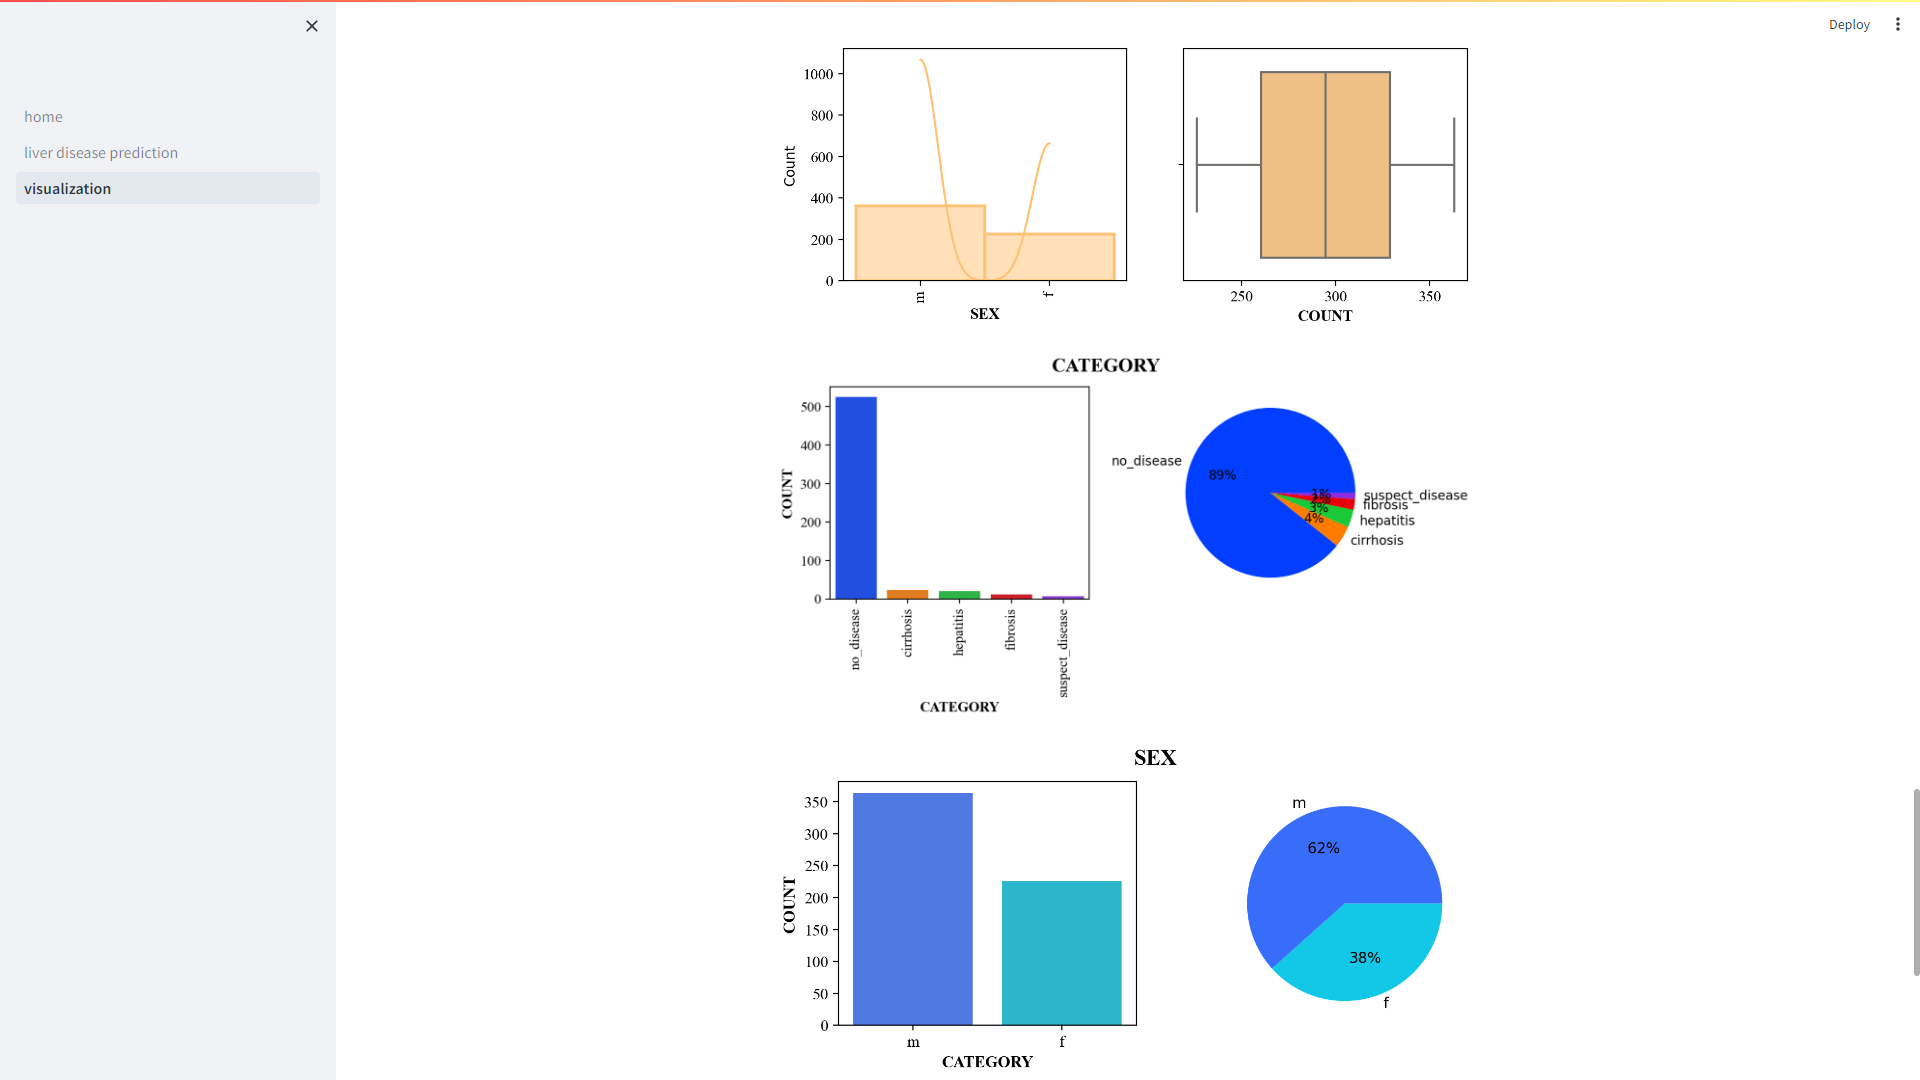 Deploy
home
liver disease prediction
visualization
1000
800
600
400
200
0
Count
m
f
SEX
250
300
350
COUNT
CATEGORY
500
400
300
200
100
0
COUNT
no_disease
cirrhosis
hepatitis
fibrosis
suspect_disease
CATEGORY
no_disease
89%
1%
2%
3%
4%
suspect_disease
fibrosis
hepatitis
cirrhosis
SEX
350
300
250
200
150
100
50
0
COUNT
m
f
CATEGORY
m
62%
38%
f